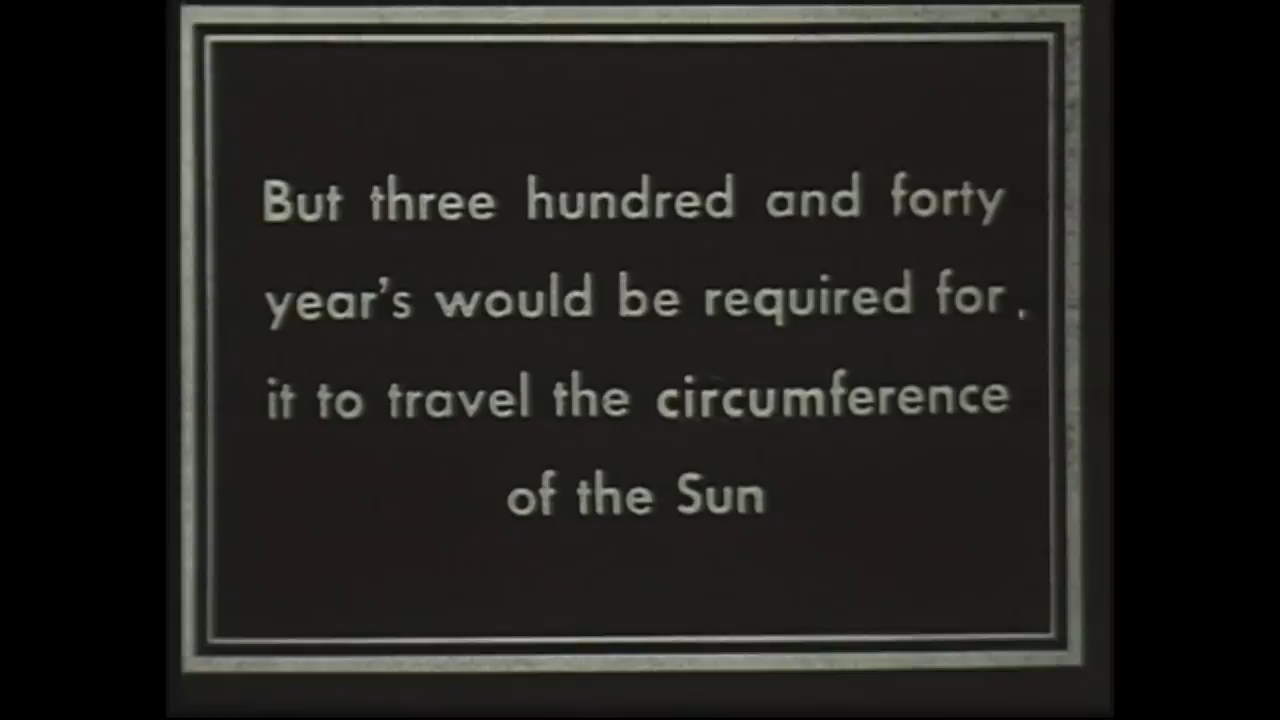 But three hundred and forty
year's would be required for
it to travel the circumference
of the Sun